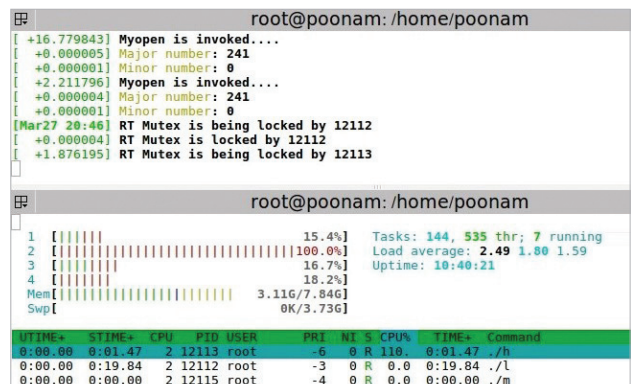 root@poonam: /home/poonam
[ +16.779843] Myopen is invoked....
[ +0.000005] Major number: 241
[ +0.000001] Minor number: 0
[ +2.211796] Myopen is invoked....
[ +0.000004] Major number: 241
[ +0.000001] Minor number: 0
[Mar27 20:46] RT Mutex is being locked by 12112
[ +0.000004] RT Mutex is locked by 12112
[ +1.876195] RT Mutex is being locked by 12113
root@poonam: /home/poonam
1 [|||||| 15.4%] Tasks: 144, 535 thr; 7 running
2 [||||||||||||||||||||||||||||||||100.0%] Load average: 2.49 1.80 1.59
3 [|||||||| 16.7%] Uptime: 10:40:21
4 [||||||| 18.2%]
Mem[||||||||||||||||||||||| 3.11G/7.84G]
Swp[ 0K/3.73G]
UTIME+ STIME+ CPU PID USER PRI NI S CPU% TIME+ Command
0:00.00 0:01.47 2 12113 root -6 0 R 110. 0:01.47 ./h
0:00.00 0:19.84 2 12112 root -3 0 R 0.0 0:19.84 ./l
0:00.00 0:00.00 2 12115 root -4 0 R 0.0 0:00.00 ./m